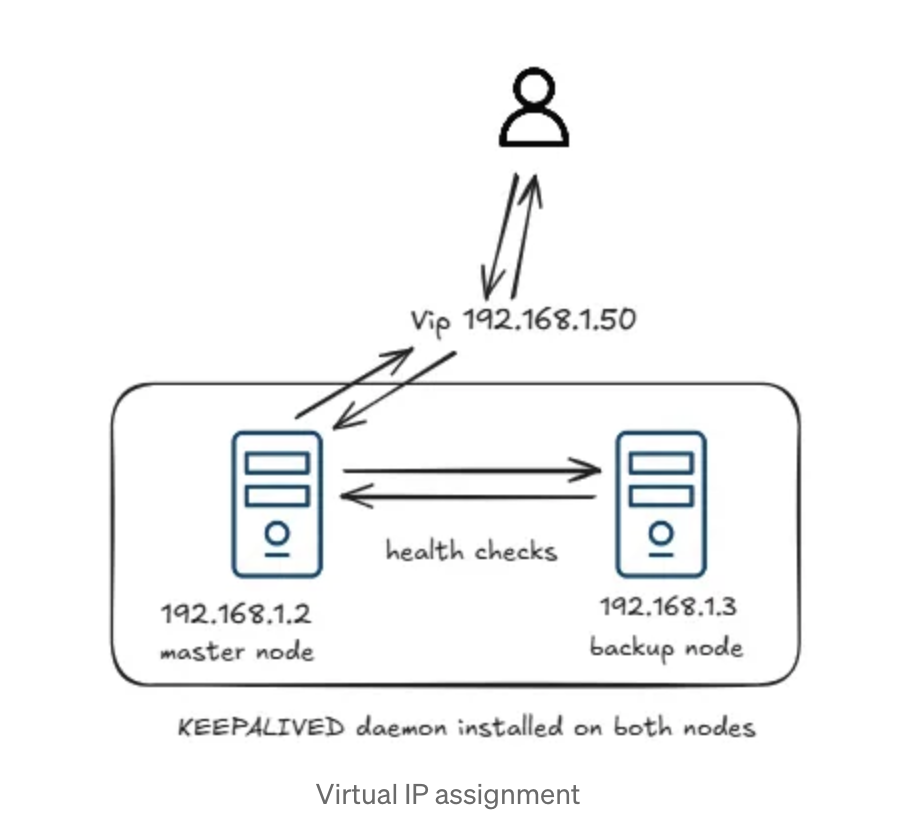 Vip 192.168.1.50
health checks
192.168.1.2
master node
192.168.1.3
backup node
KEEPALIVED daemon installed on both nodes
Virtual IP assignment